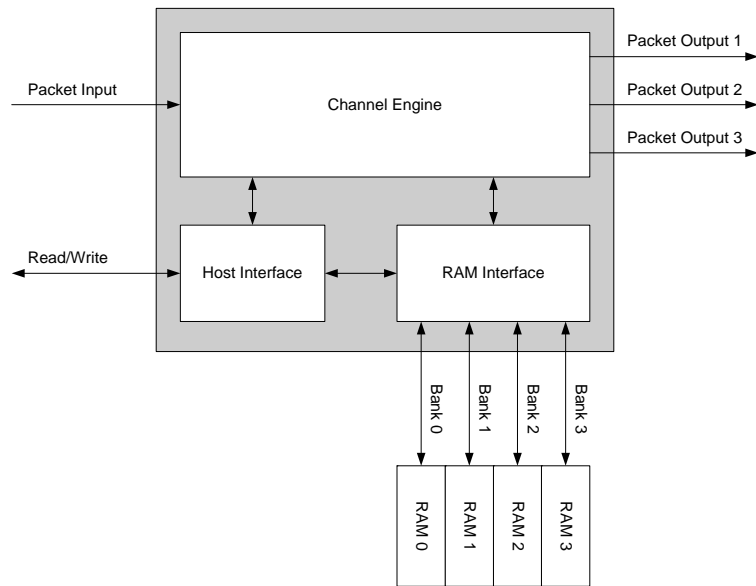 Packet Output 1
Packet Input
Packet Output 2
Channel Engine
Packet Output 3
Read/Write
Host Interface
RAM Interface
Bank 0
Bank 1
Bank 2
Bank 3
RAM 0
RAM 1
RAM 2
RAM 3